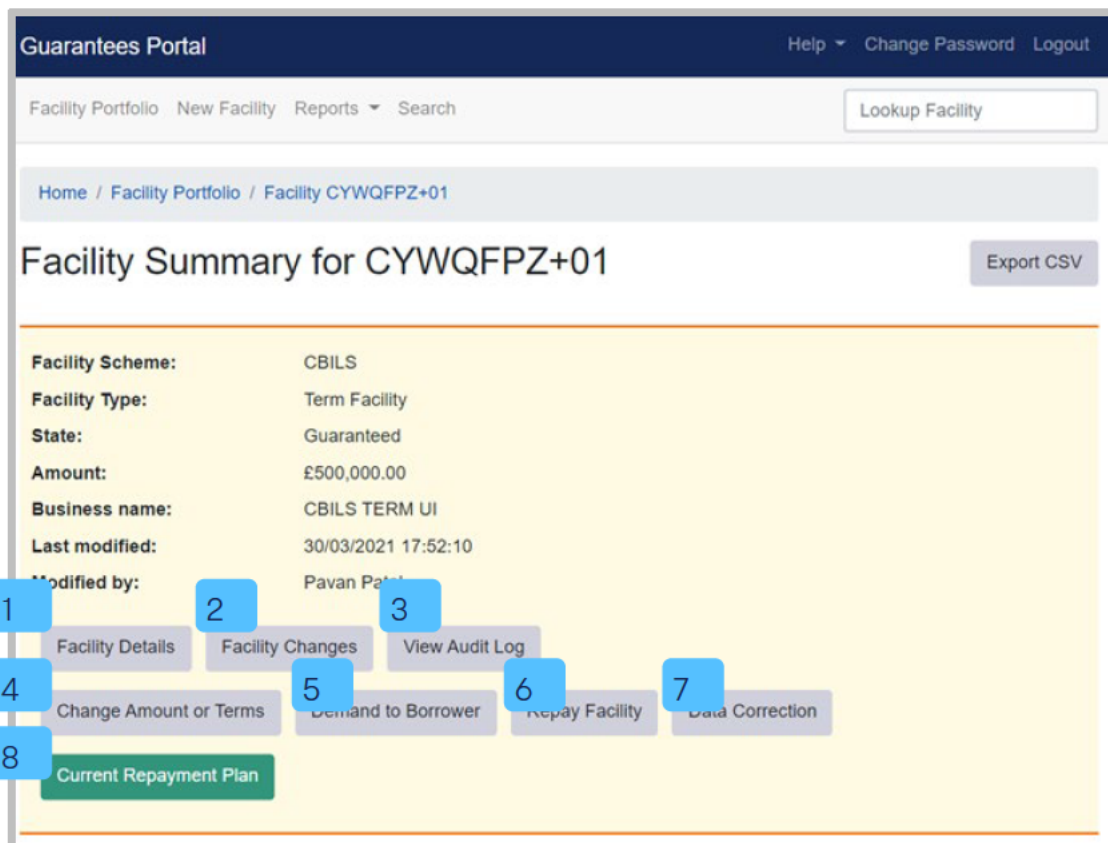 Guarantees Portal Help Change Password Logout
Facility Portfolio New Facility Reports Search Lookup Facility
Home / Facility Portfolio / Facility CYWQFPZ+01
Facility Summary for CYWQFPZ+01 Export CSV
Facility Scheme: CBILS
Facility Type: Term Facility
State: Guaranteed
Amount: £500,000.00
Business name: CBILS TERM UI
Last modified: 30/03/2021 17:52:10
Modified by: Pavan
1 2 3
Facility Details Facility Changes View Audit Log
4 5 6 7
Change Amount or Terms Demand to Borrower Repay Facility Data Correction
8
Current Repayment Plan